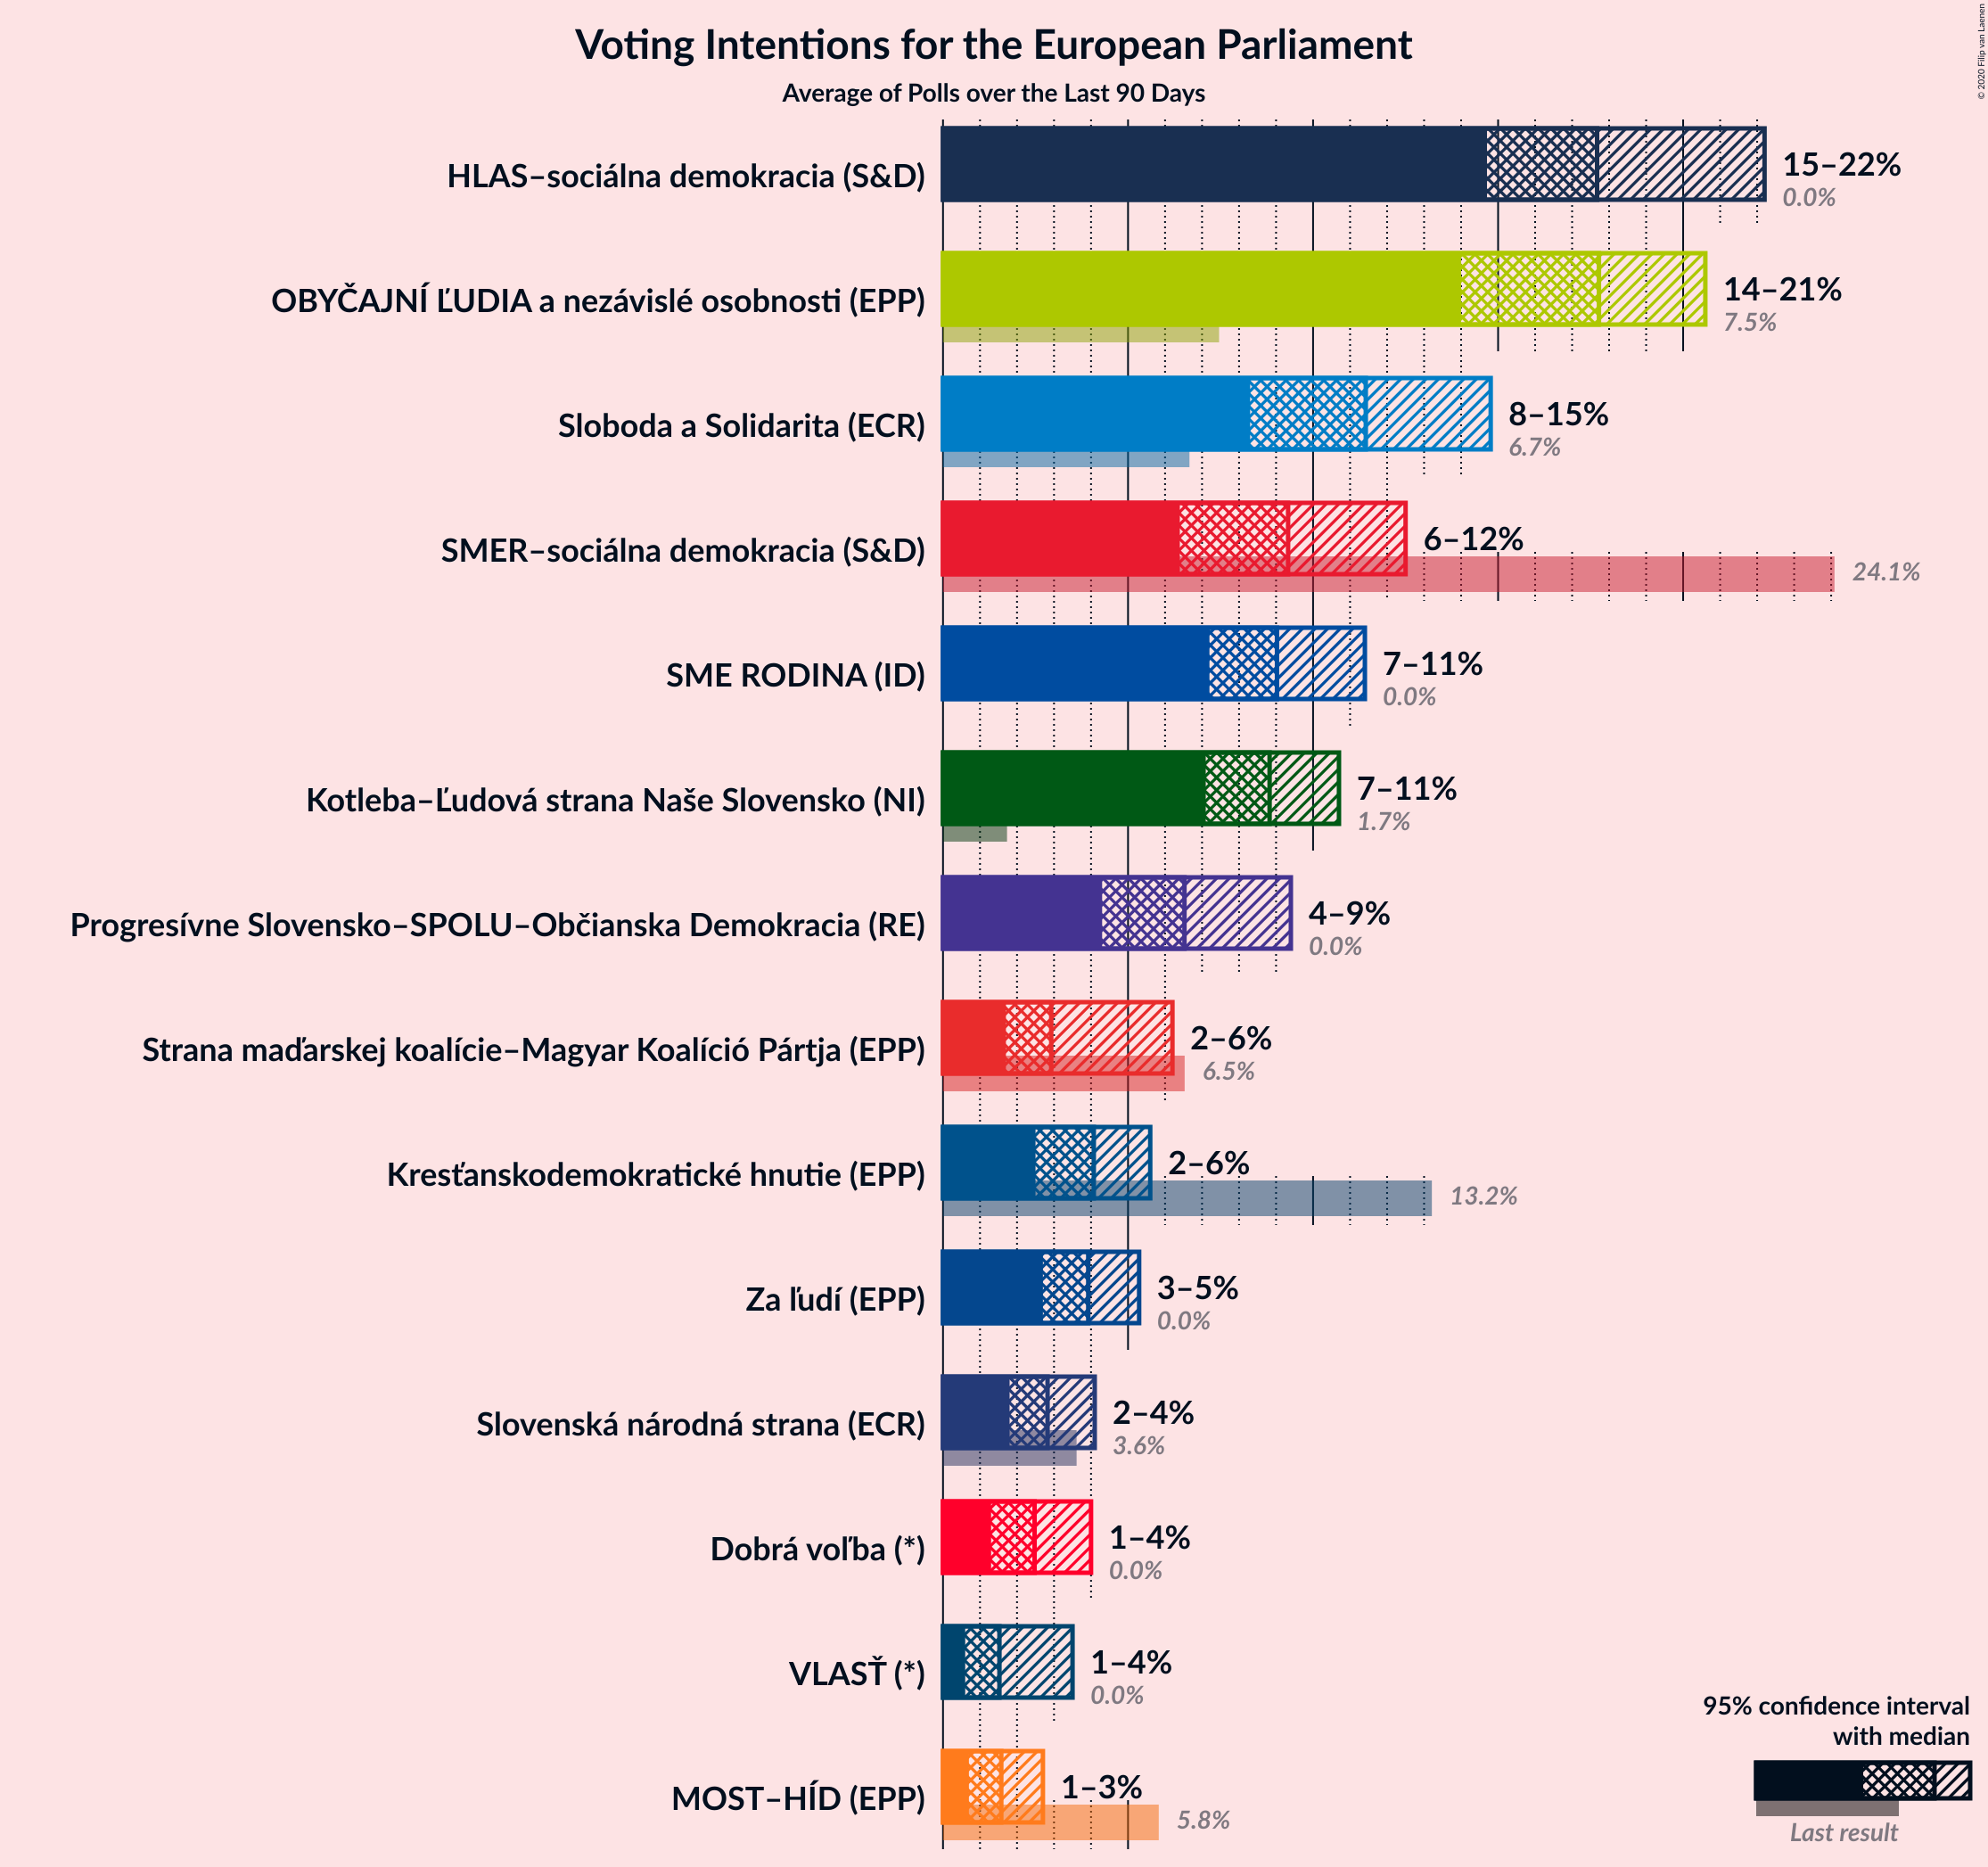 Voting Intentions for the European Parliament
Average of Polls over the Last 90 Days
© 2020 Filip van Laenen
HLAS–sociálna demokracia (S&D)
15–22%
0.0%
OBYČAJNÍ ĽUDIA a nezávislé osobnosti (EPP)
14–21%
7.5%
Sloboda a Solidarita (ECR)
8–15%
6.7%
SMER–sociálna demokracia (S&D)
6–12%
24.1%
SME RODINA (ID)
7–11%
0.0%
Kotleba–Ľudová strana Naše Slovensko (NI)
7–11%
1.7%
Progresívne Slovensko–SPOLU–Občianska Demokracia (RE)
4–9%
0.0%
Strana maďarskej koalície–Magyar Koalíció Pártja (EPP)
2–6%
6.5%
Kresťanskodemokratické hnutie (EPP)
2–6%
13.2%
Za ľudí (EPP)
3–5%
0.0%
Slovenská národná strana (ECR)
2–4%
3.6%
Dobrá voľba (*)
1–4%
0.0%
VLASŤ (*)
1–4%
0.0%
MOST–HÍD (EPP)
1–3%
5.8%
95% confidence interval
with median
Last result